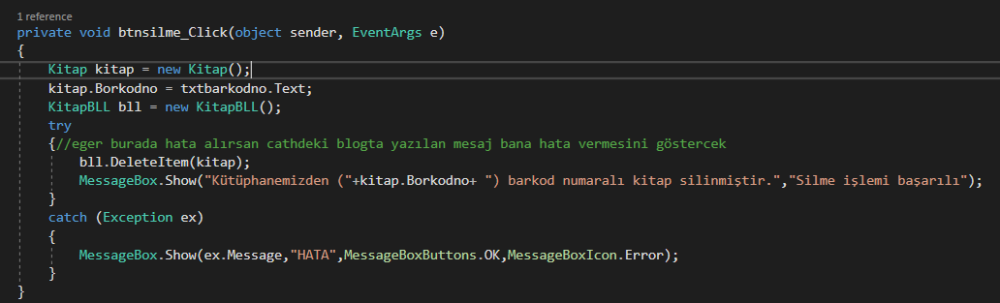 1 reference
private void btnsilme_Click(object sender, EventArgs e)
{
Kitap kitap = new Kitap();
kitap.Borkodno = txtbarkodno.Text;
KitapBLL bll = new KitapBLL();
try
{//eger burada hata alırsan cathdeki blogta yazılan mesaj bana hata vermesini göstercek
bll.DeleteItem(kitap);
MessageBox.Show("Kütüphanemizden ("+kitap.Borkodno+ ") barkod numaralı kitap silinmiştir.","Silme işlemi başarılı");
}
catch (Exception ex)
{
MessageBox.Show(ex.Message,"HATA",MessageBoxButtons.OK,MessageBoxIcon.Error);
}
}